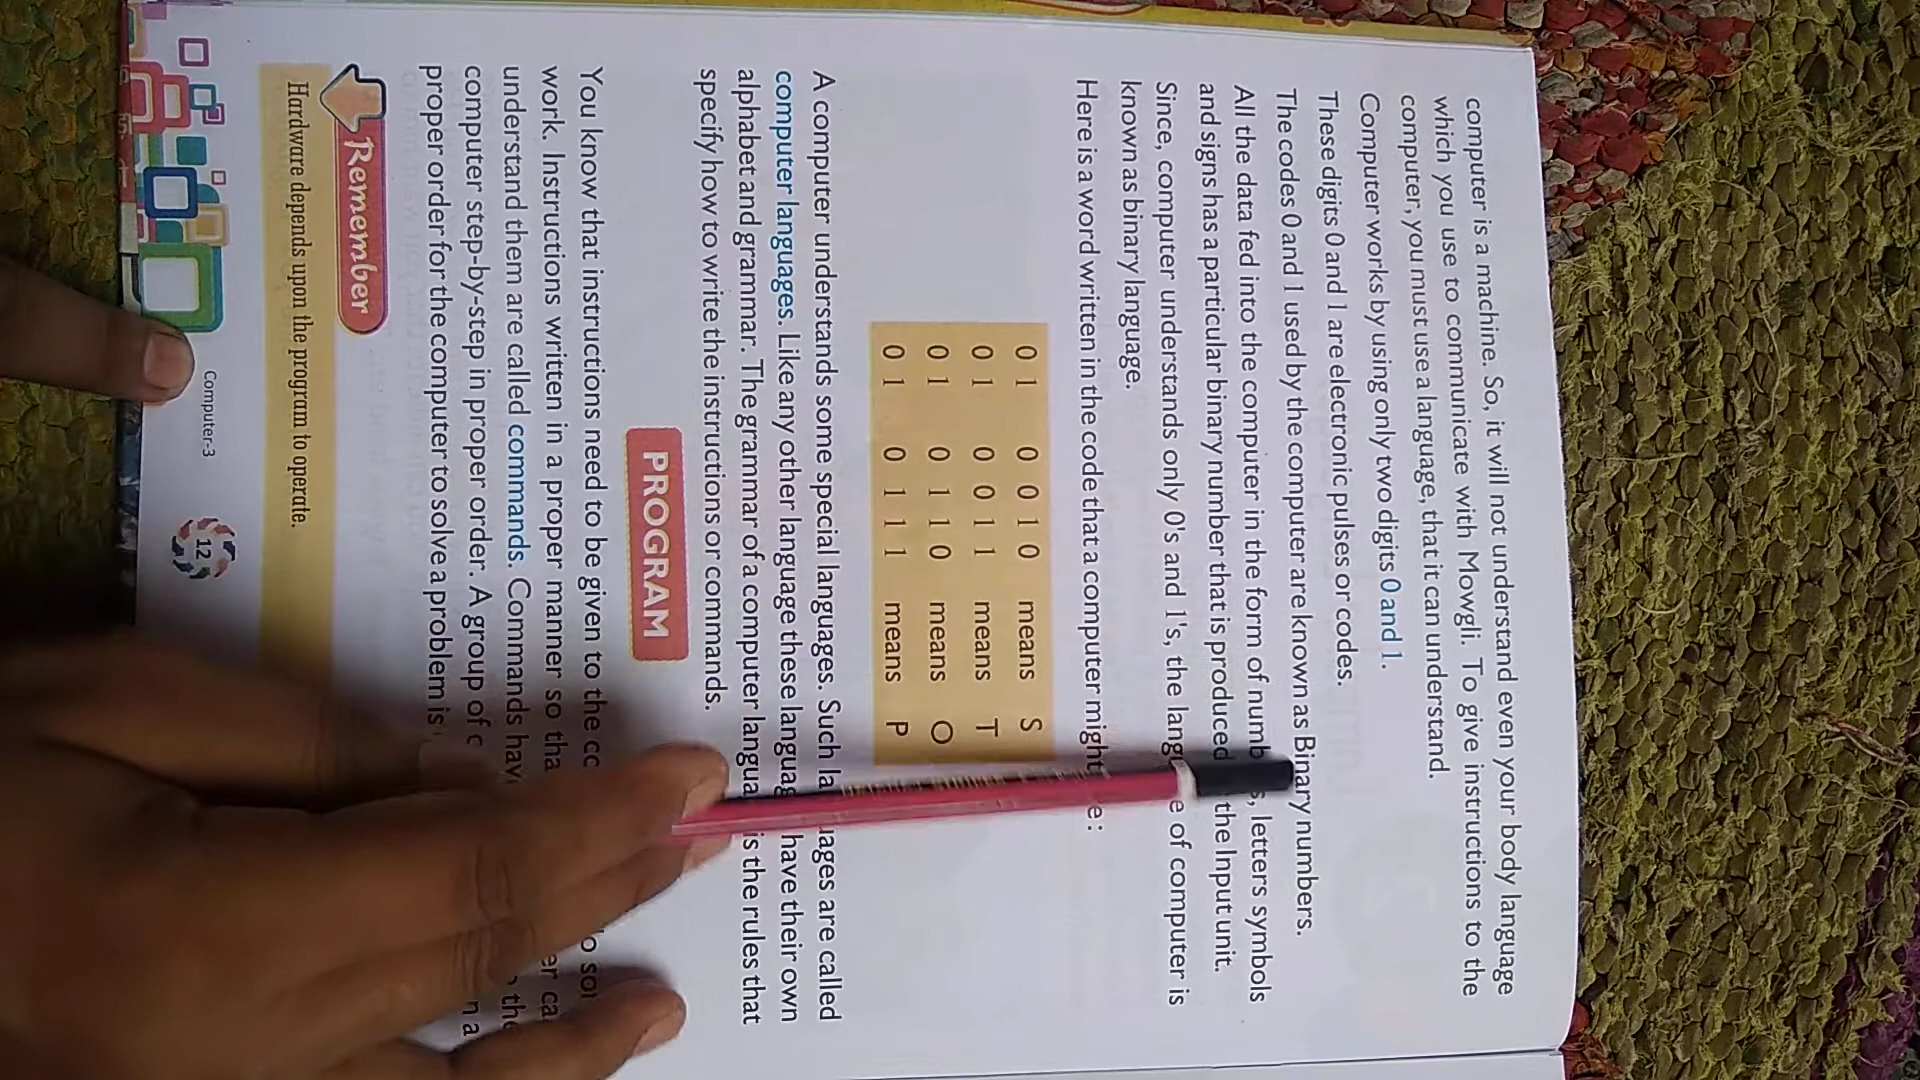 computer is a machine. So, it will not understand even your body language
which you use to communicate with Mowgli. To give instructions to the
computer, you must use a language, that it can understand.
Computer works by using only two digits 0 and 1.
These digits 0 and 1 are electronic pulses or codes.
The codes 0 and 1 used by the computer are known as Binary numbers.
All the data fed into the computer in the form of letters symbols
and signs has a particular binary number that is produced the Input unit.
Since, computer understands only 0's and 1's, the of computer is
known as binary language.
Here is a word written in the code that a computer might
0 1 0 0 1 0 means S
0 1 0 0 1 1 means T
0 1 0 1 1 0 means O
0 1 0 1 1 1 means P
A computer understands some special languages. Such are called
computer languages. Like any other language these have their own
alphabet and grammar. The grammar of a computer is the rules that
specify how to write the instructions or commands.
PROGRAM
You know that instructions need to be given to the
work. Instructions written in a proper manner so
understand them are called commands. Commands
computer step-by-step in proper order. A group of
proper order for the computer to solve a problem is
Remember
Hardware depends upon the program to operate.
Computer-3
12